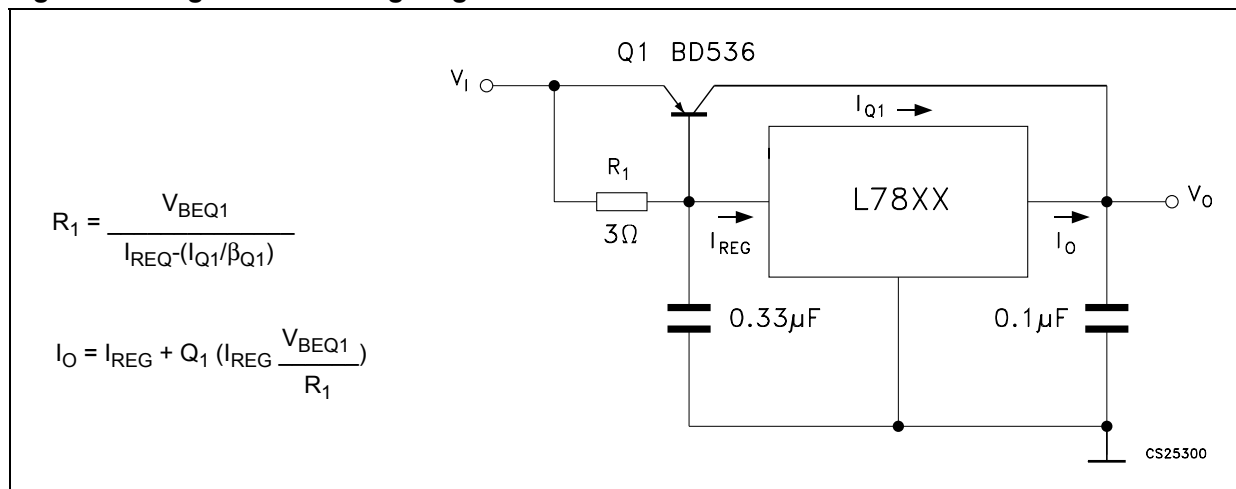 Q1 BD536
V_I
I_Q1
R_1
L78XX
V_O
3Ω
I_REG
I_O
R_1 = V_BEQ1 / I_REQ-(I_Q1/β_Q1)
0.33µF
0.1µF
I_O = I_REG + Q_1 (I_REG V_BEQ1 / R_1)
CS25300